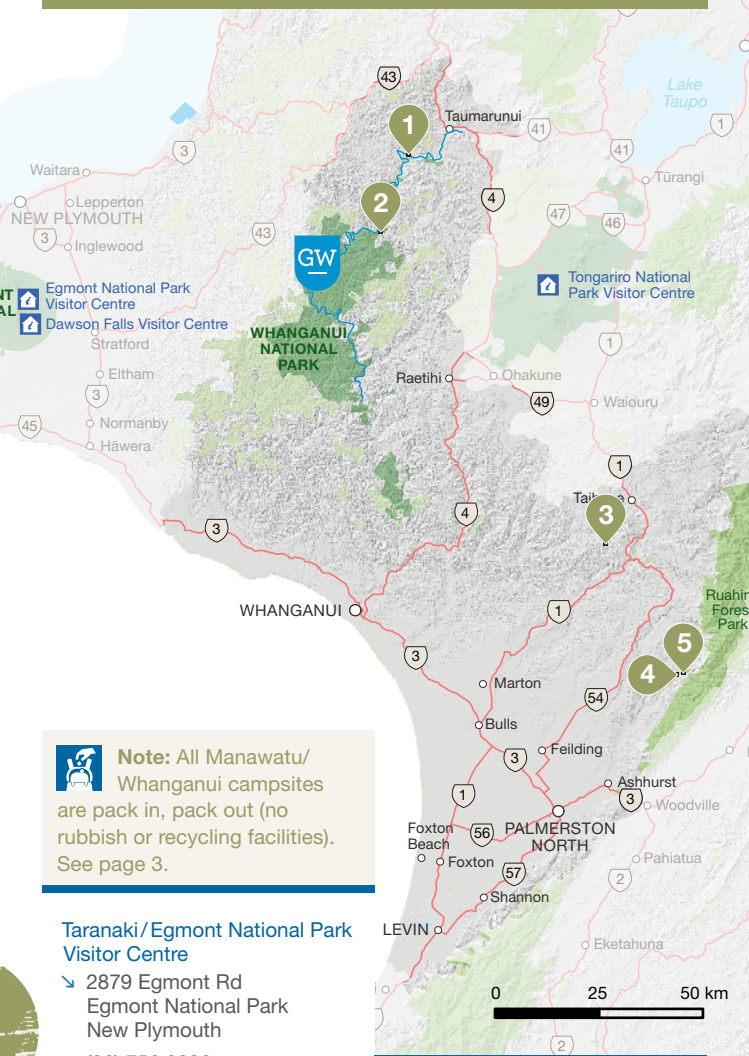 43
Lake
Taupo
1
Taumarunui
41
1
3
41
Waitara
Tūrangi
2
4
Lepperton
NEW PLYMOUTH
47
46
3
43
Inglewood
GW
Tongariro National
Park Visitor Centre
Egmont National Park
Visitor Centre
Dawson Falls Visitor Centre
WHANGANUI
NATIONAL
PARK
Stratford
1
Eltham
Raetihi
Ohakune
3
49
Waiouru
45
Normanby
Hāwera
1
3
4
3
Ruahin
Fores
Park
WHANGANUI
1
3
5
4
Marton
54
Bulls
Feilding
3
Note: All Manawatu/
Whanganui campsites
are pack in, pack out (no
rubbish or recycling facilities).
See page 3.
Ashhurst
1
3
Woodville
Foxton
Beach
56
PALMERSTON
NORTH
Foxton
57
Pahiatua
2
Shannon
LEVIN
Eketahuna
Taranaki/Egmont National Park
Visitor Centre
↘ 2879 Egmont Rd
Egmont National Park
New Plymouth
0 25 50 km
2